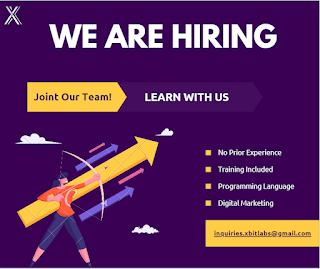 X
WE ARE HIRING
Joint Our Team!
LEARN WITH US
No Prior Experience
Training Included
Programming Language
Digital Marketing
inquiries.xbitlabs@gmail.com